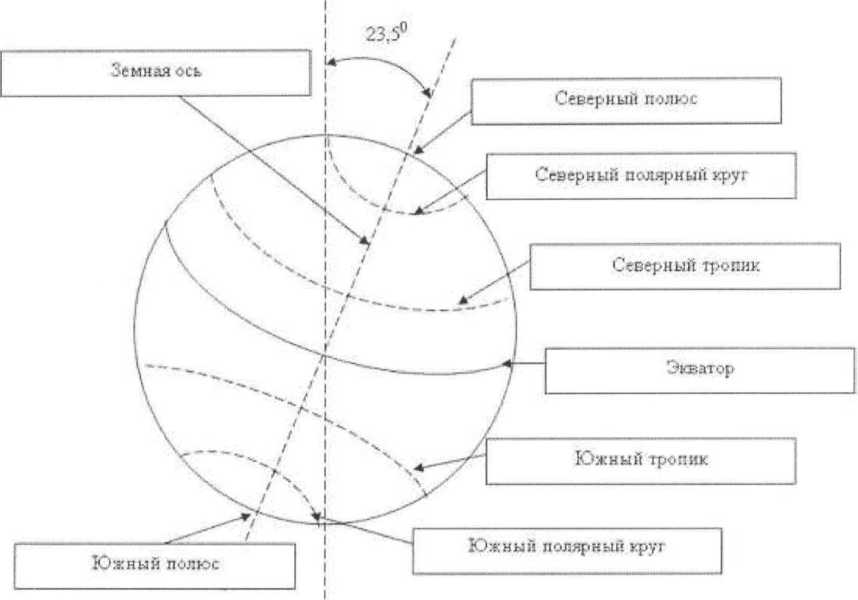 23,5⁰
Земная ось
Северный полюс
Северный полярный круг
Северный тропик
Экватор
Южный тропик
Южный полярный круг
Южный полюс